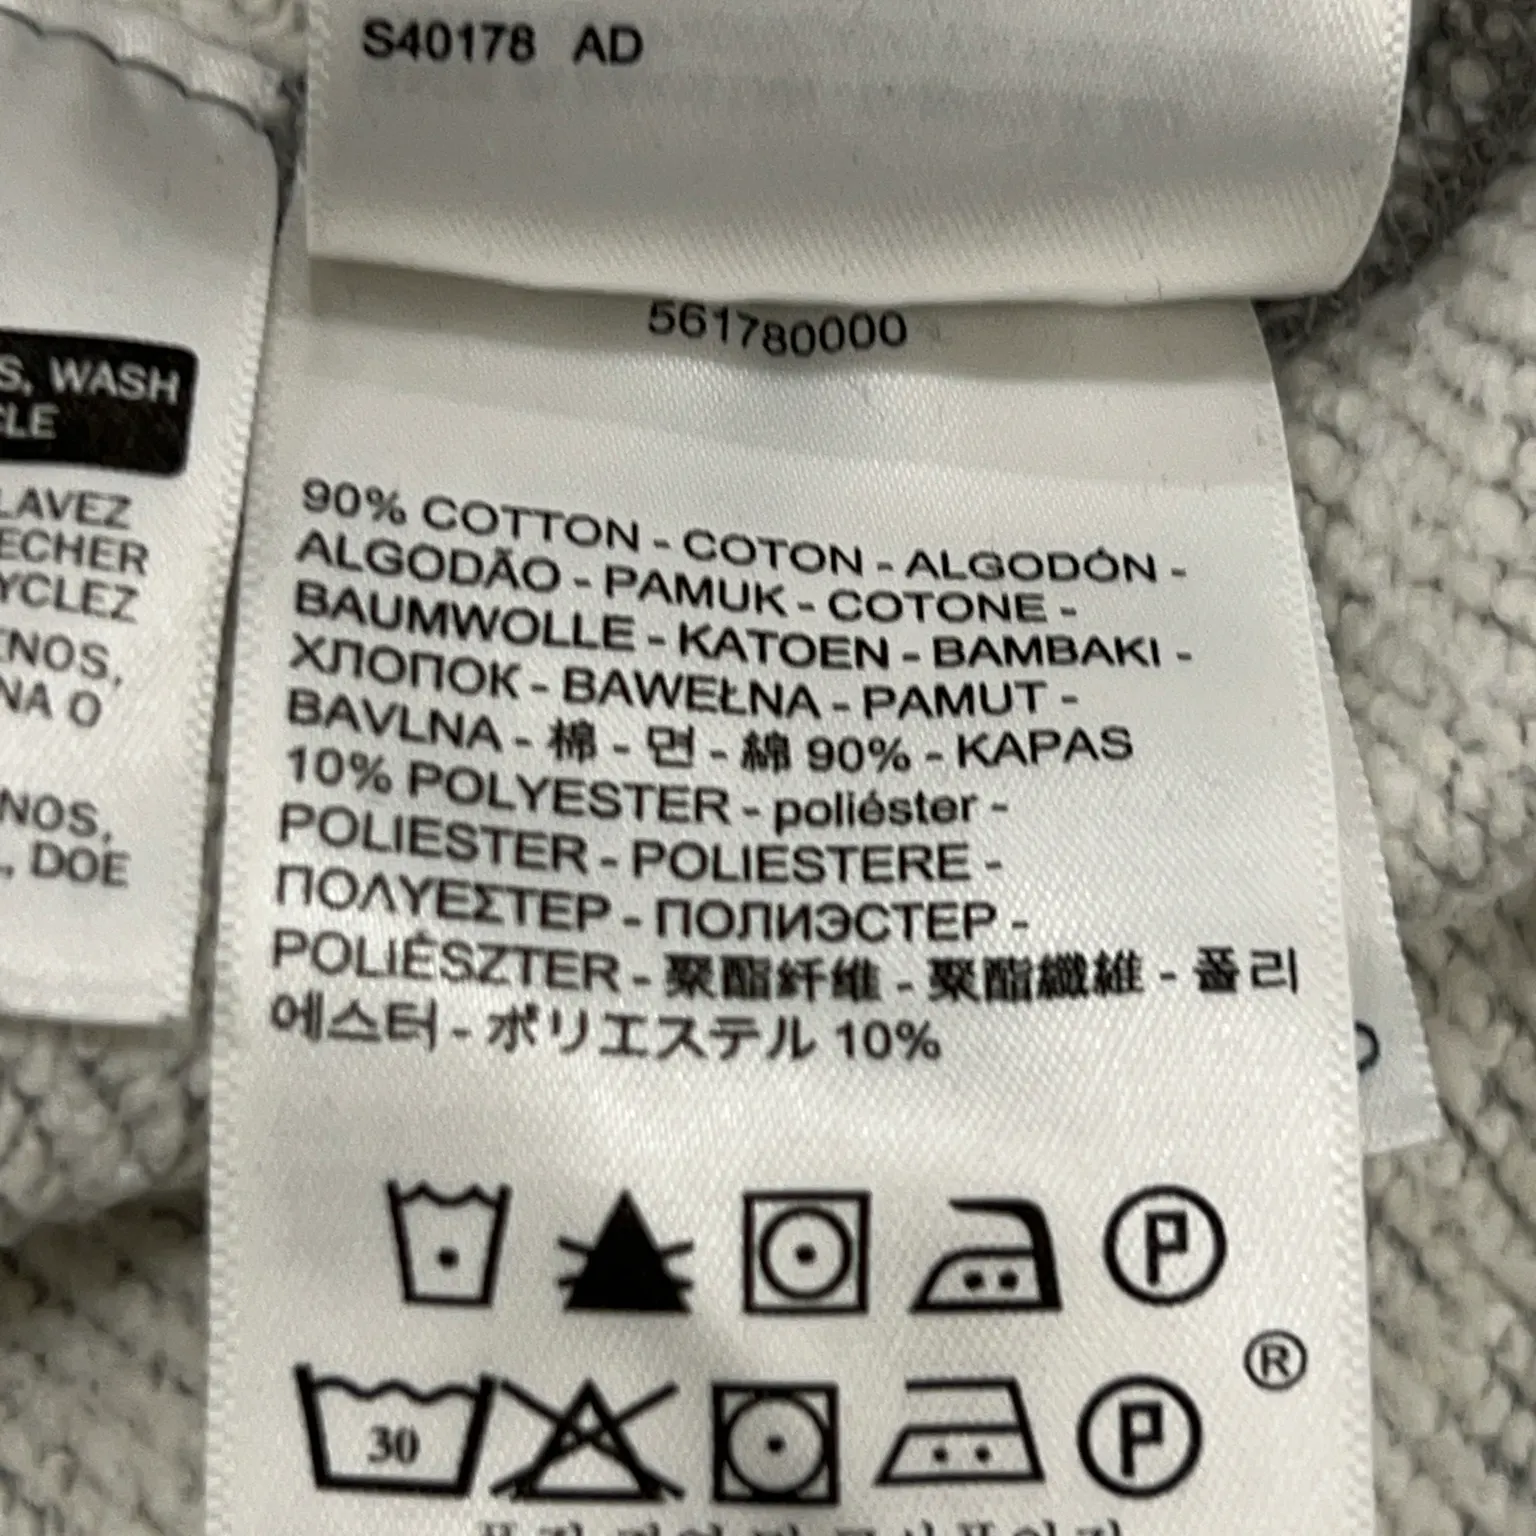 S40178 AD
561780000
S, WASH
CLE
LAVEZ
ECHER
YCLEZ
ENOS,
NA O
NOS,
, DOE
90% COTTON - COTON - ALGODÓN -
ALGODÃO - PAMUK - COTONE -
BAUMWOLLE - KATOEN - BAMBAKI -
ХЛОПОК - BAWEŁNA - PAMUT -
BAVLNA - 棉 - 면 - 綿 90% - KAPAS
10% POLYESTER - poliéster -
POLIESTER - POLIESTERE -
ΠΟΛΥΕΣΤΕΡ - ПОЛИЭСТЕР -
POLIÉSZTER - 聚酯纤维 - 聚酯纖維 - 폴리
에스터 - ポリエステル 10%
P
®
30
P